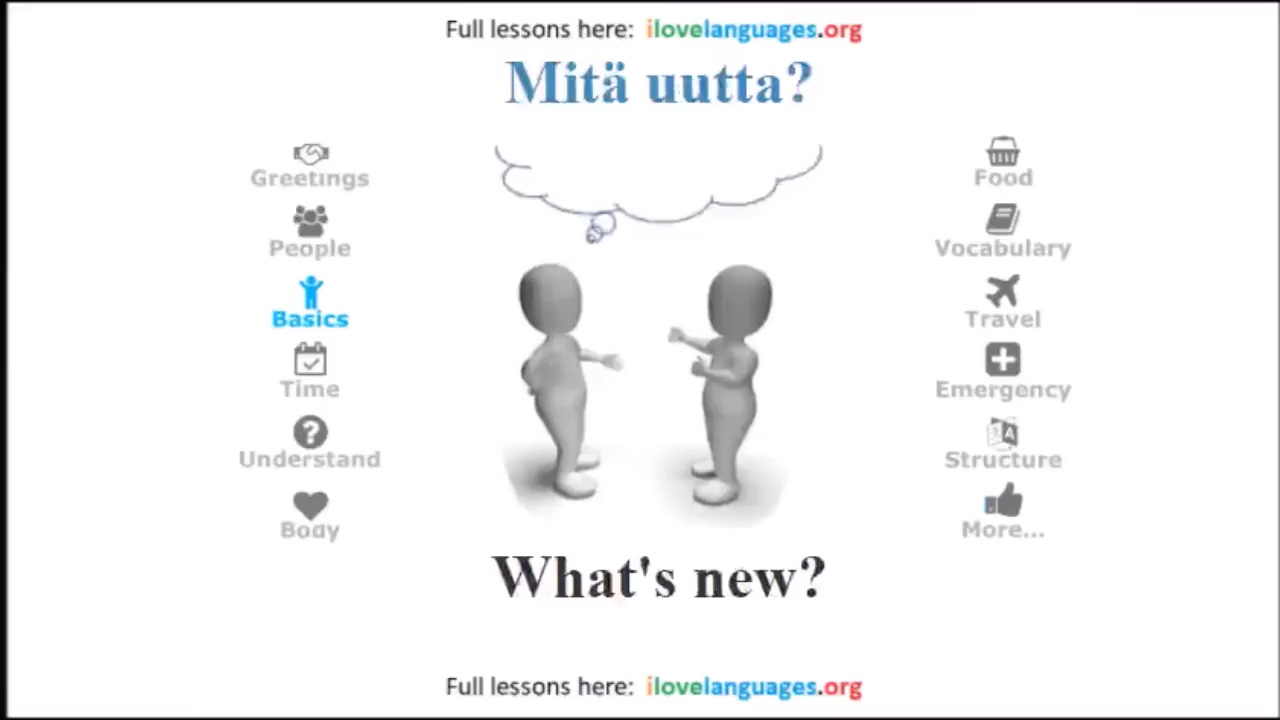 Full lessons here: ilovelanguages.org
Mitä uutta?
Greetings
People
Basics
Time
Understand
Body
Food
Vocabulary
Travel
Emergency
Structure
More...
What's new?
Full lessons here: ilovelanguages.org